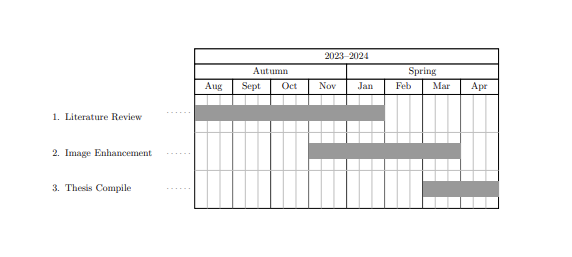 2023–2024
Autumn Spring
Aug Sept Oct Nov Jan Feb Mar Apr
1. Literature Review
2. Image Enhancement
3. Thesis Compile